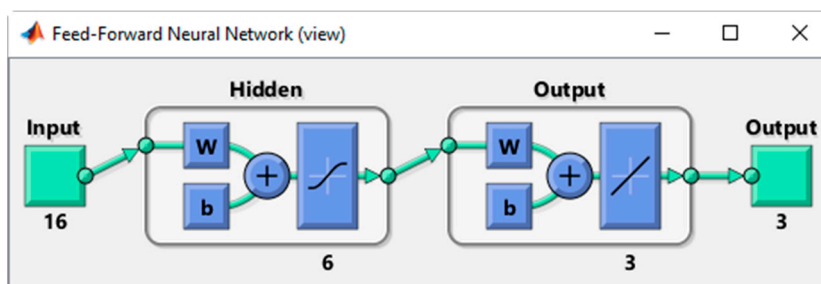 Feed-Forward Neural Network (view)
Hidden
Output
Input
Output
W
+
W
+
b
b
16
3
6
3